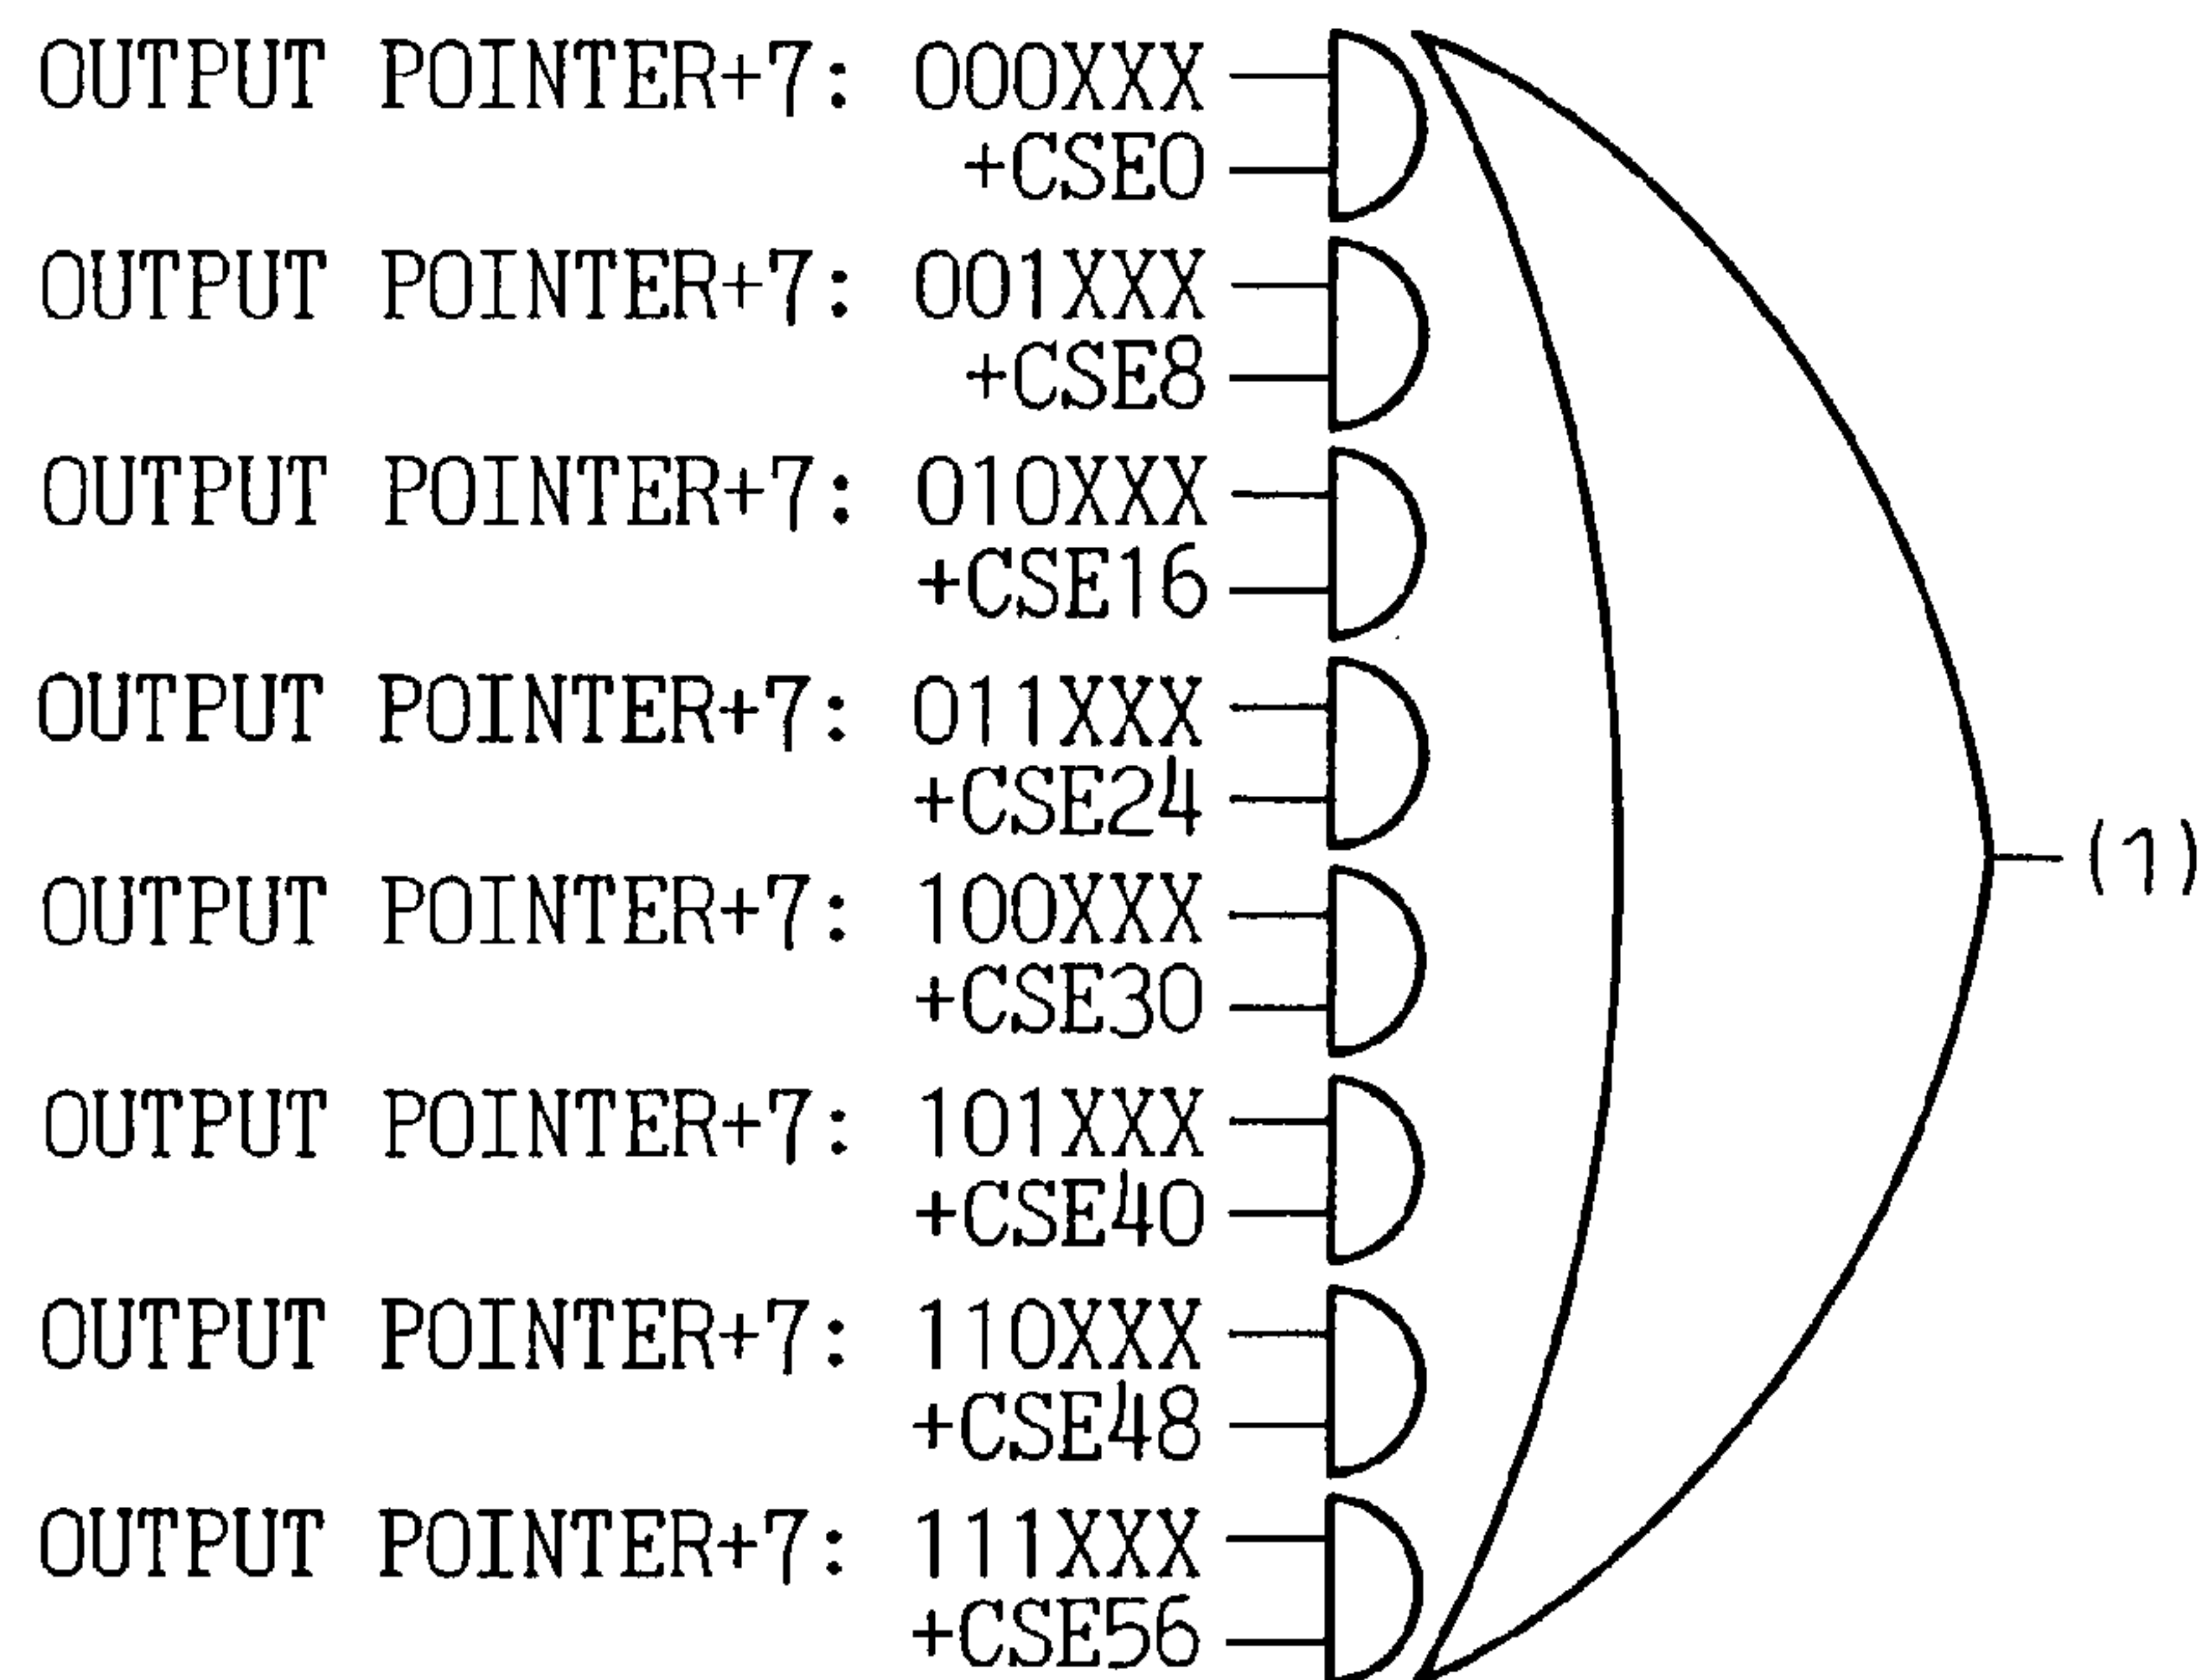 OUTPUT POINTER+7: 000XXX
+CSE0
OUTPUT POINTER+7: 001XXX
+CSE8
OUTPUT POINTER+7: 010XXX
+CSE16
OUTPUT POINTER+7: 011XXX
+CSE24
(1)
OUTPUT POINTER+7: 100XXX
+CSE30
OUTPUT POINTER+7: 101XXX
+CSE40
OUTPUT POINTER+7: 110XXX
+CSE48
OUTPUT POINTER+7: 111XXX
+CSE56